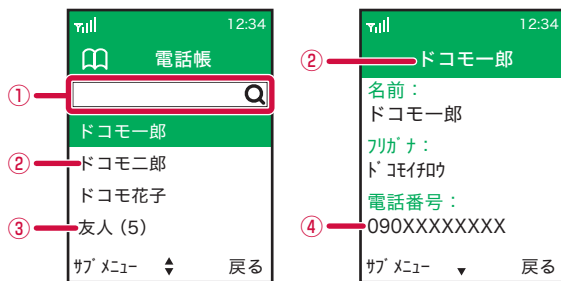 12:34
電話帳
①
ドコモ一郎
② ドコモ二郎
ドコモ花子
③ 友人 (5)
ｻﾌﾞﾒﾆｭｰ 戻る
12:34
② ドコモ一郎
名前：
ドコモ一郎
ﾌﾘｶﾞﾅ：
ﾄﾞｺﾓｲﾁﾛｳ
電話番号：
④ 090XXXXXXXX
ｻﾌﾞﾒﾆｭｰ 戻る